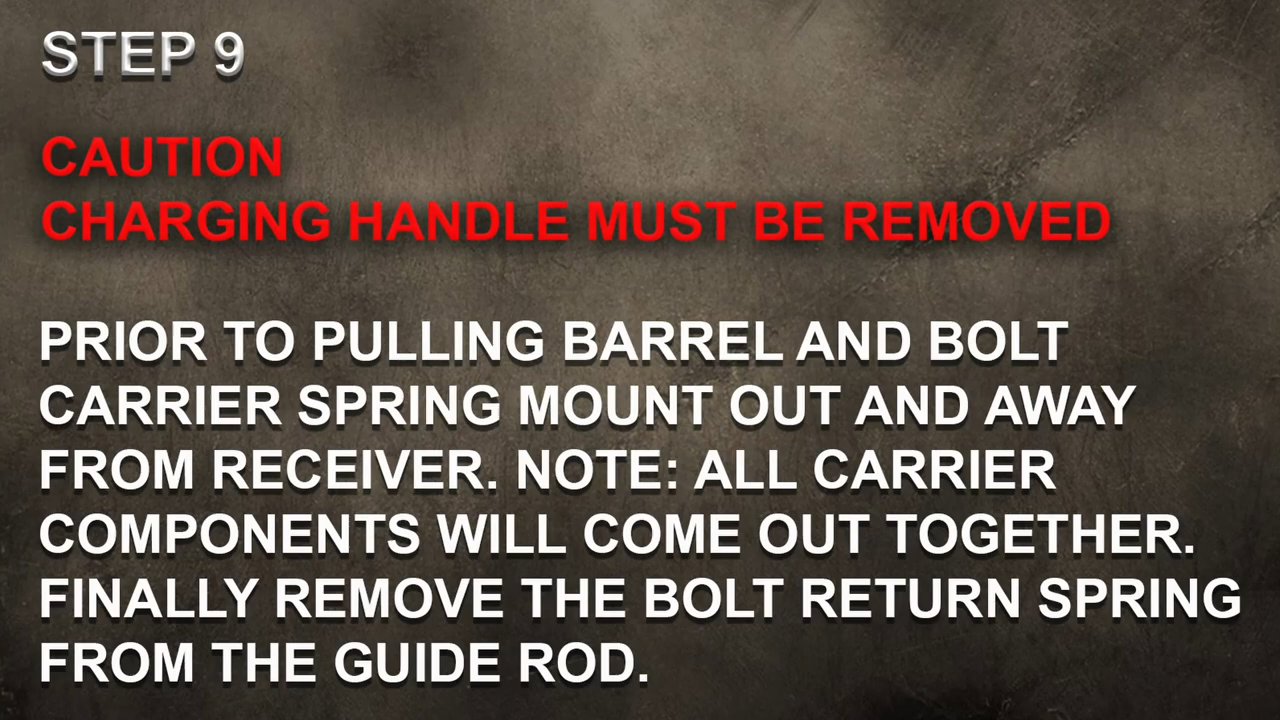 STEP 9
CAUTION
CHARGING HANDLE MUST BE REMOVED
PRIOR TO PULLING BARREL AND BOLT
CARRIER SPRING MOUNT OUT AND AWAY
FROM RECEIVER. NOTE: ALL CARRIER
COMPONENTS WILL COME OUT TOGETHER.
FINALLY REMOVE THE BOLT RETURN SPRING
FROM THE GUIDE ROD.